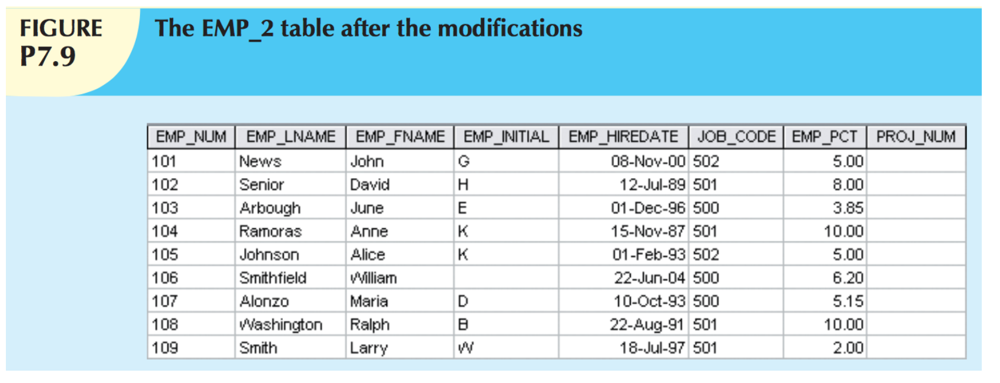 FIGURE
P7.9
The EMP_2 table after the modifications
EMP_NUM EMP_LNAME EMP_FNAME EMP_INITIAL EMP_HIREDATE JOB_CODE EMP_PCT PROJ_NUM
101 News John G 08-Nov-00 502 5.00
102 Senior David H 12-Jul-89 501 8.00
103 Arbough June E 01-Dec-96 500 3.85
104 Ramoras Anne K 15-Nov-87 501 10.00
105 Johnson Alice K 01-Feb-93 502 5.00
106 Smithfield William 22-Jun-04 500 6.20
107 Alonzo Maria D 10-Oct-93 500 5.15
108 Washington Ralph B 22-Aug-91 501 10.00
109 Smith Larry W 18-Jul-97 501 2.00